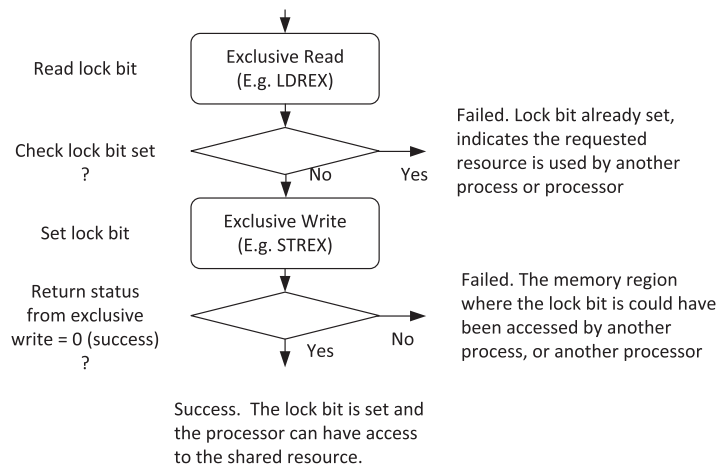 Read lock bit
Exclusive Read
(E.g. LDREX)
Check lock bit set
?
No
Yes
Failed. Lock bit already set,
indicates the requested
resource is used by another
process or processor
Set lock bit
Exclusive Write
(E.g. STREX)
Return status
from exclusive
write = 0 (success)
?
Yes
No
Failed. The memory region
where the lock bit is could have
been accessed by another
process, or another processor
Success. The lock bit is set and
the processor can have access
to the shared resource.